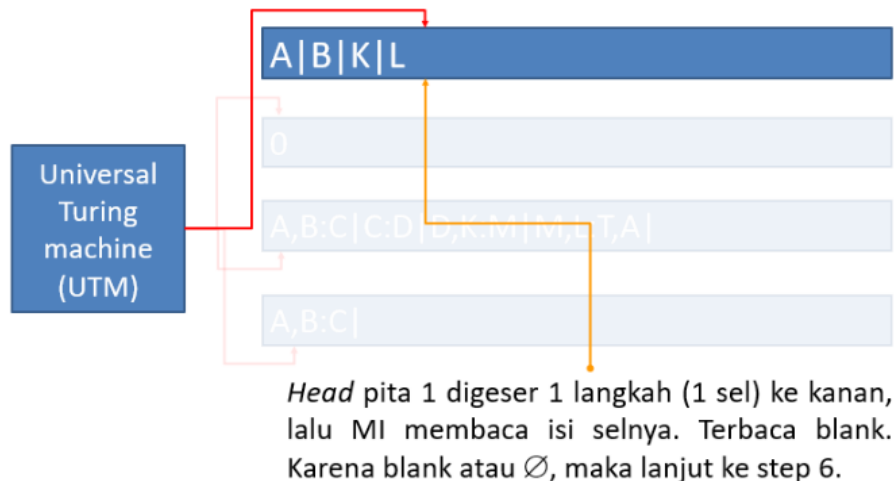 A|B|K|L
0
Universal
Turing
machine
(UTM)
A,B:C|C:D|D,K:M|M,L:T,A|
A,B:C|
Head pita 1 digeser 1 langkah (1 sel) ke kanan,
lalu MI membaca isi selnya. Terbaca blank.
Karena blank atau ∅, maka lanjut ke step 6.